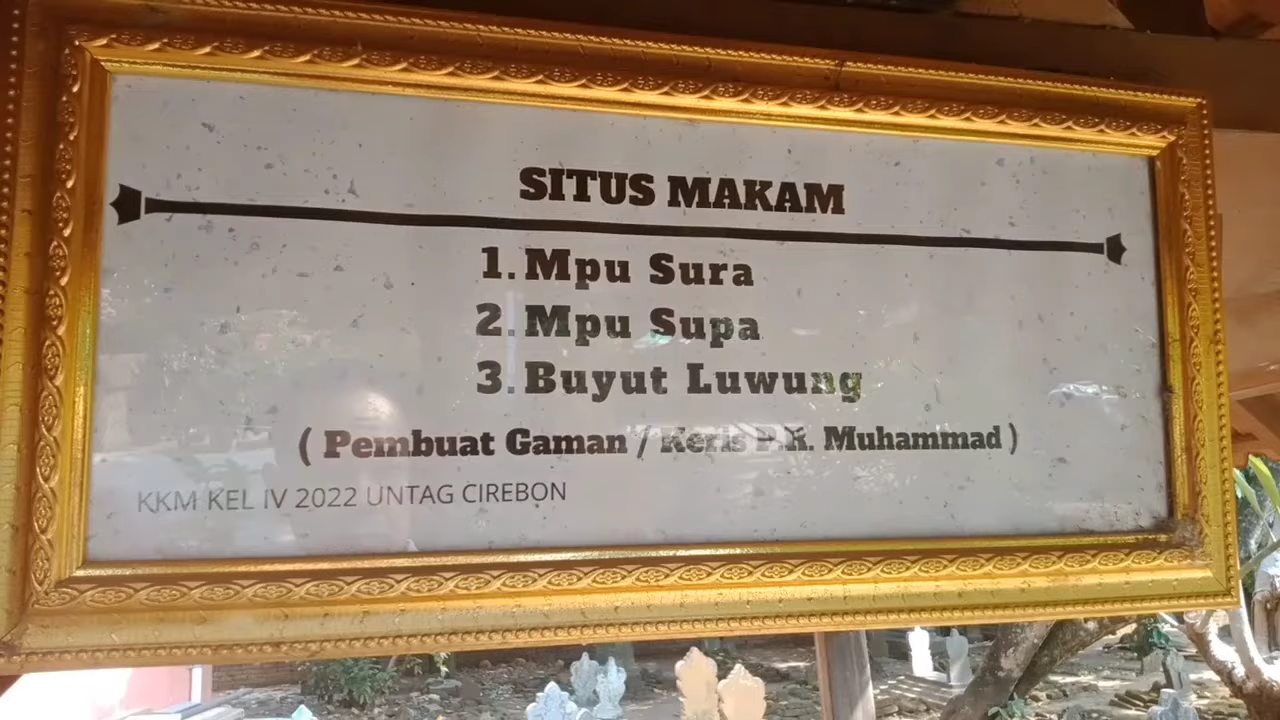 SITUS MAKAM
1. Mpu Sura
2. Mpu Supa
3. Buyut Luwung
( Pembuat Gaman / Keris P.R. Muhammad )
KKM KEL IV 2022 UNTAG CIREBON